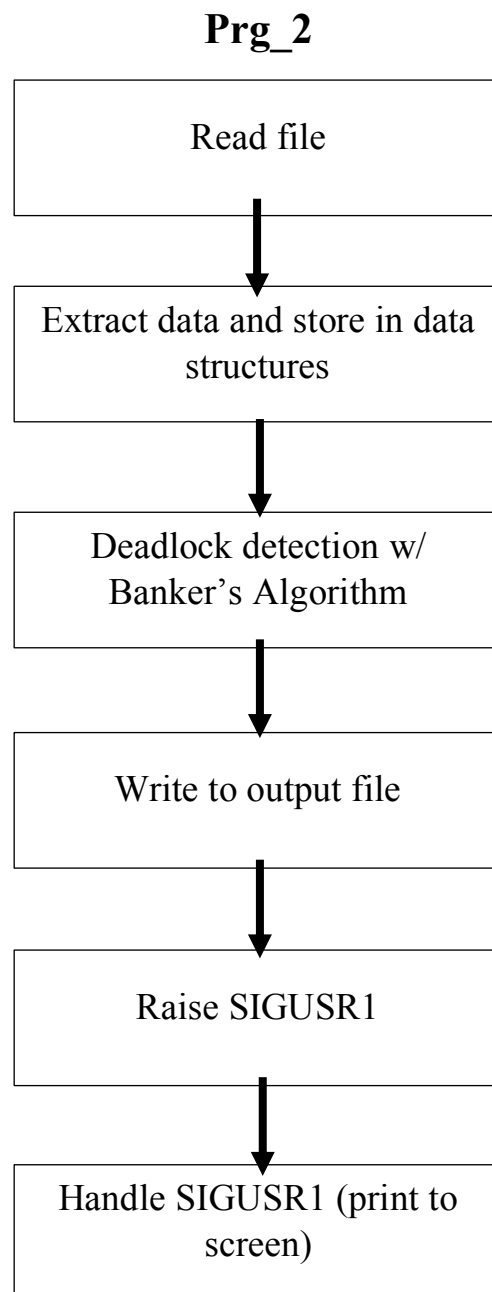 Prg_2
Read file
Extract data and store in data
structures
Deadlock detection w/
Banker’s Algorithm
Write to output file
Raise SIGUSR1
Handle SIGUSR1 (print to
screen)